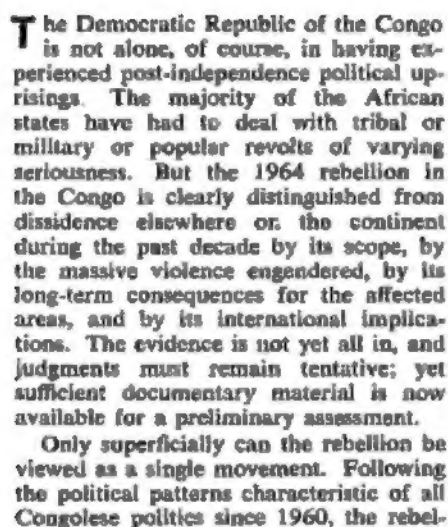 The Democratic Republic of the Congo
is not alone, of course, in having ex-
perienced post-independence political up-
risings. The majority of the African
states have had to deal with tribal or
military or popular revolts of varying
seriousness. But the 1964 rebellion in
the Congo is clearly distinguished from
dissidence elsewhere on the continent
during the past decade by its scope, by
the massive violence engendered, by its
long-term consequences for the affected
areas, and by its international implica-
tions. The evidence is not yet all in, and
judgments must remain tentative; yet
sufficient documentary material is now
available for a preliminary assessment.
Only superficially can the rebellion be
viewed as a single movement. Following
the political patterns characteristic of all
Congolese politics since 1960, the rebel-